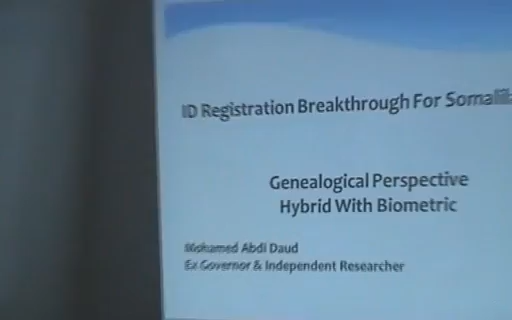 ID Registration Breakthrough For
Genealogical Perspective
Hybrid With Biometric
Mohamed Abdi Daud
Ex Governor & Independent Researcher